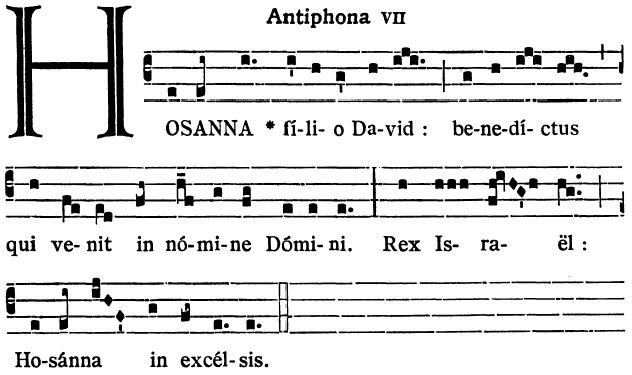 Antiphona VII
HOSANNA * fí-li- o Da-vid : be-ne-dí- ctus
qui ve- nit in nó-mi-ne Dómi- ni. Rex Is- ra- ël :
Ho-sánna in excél- sis.